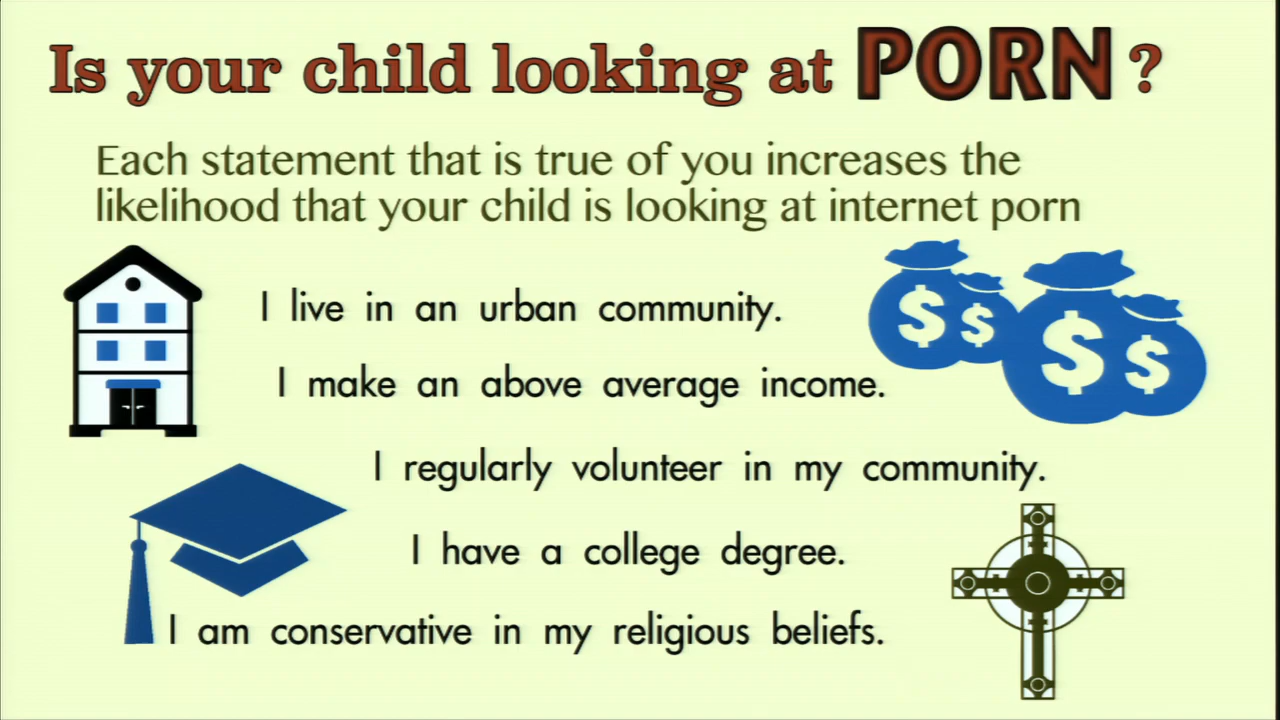 Is your child looking at PORN?
Each statement that is true of you increases the
likelihood that your child is looking at internet porn
I live in an urban community.
$ $ $ $
I make an above average income.
I regularly volunteer in my community.
I have a college degree.
I am conservative in my religious beliefs.